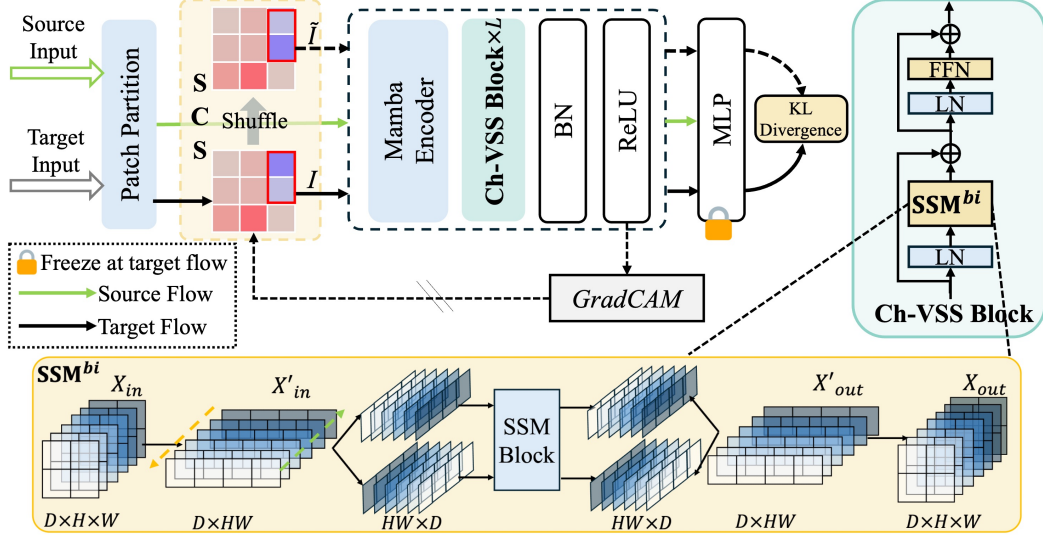 Source
Input
Target
Input
Patch Partition
S
C
S
Shuffle
Ĩ
I
Mamba
Encoder
Ch-VSS Block×L
BN
ReLU
MLP
KL
Divergence
GradCAM
Freeze at target flow
Source Flow
Target Flow
FFN
LN
SSM^bi
LN
Ch-VSS Block
SSM^bi
X_in
X'_in
SSM
Block
X'_out
X_out
D×H×W
D×HW
HW×D
HW×D
D×HW
D×H×W